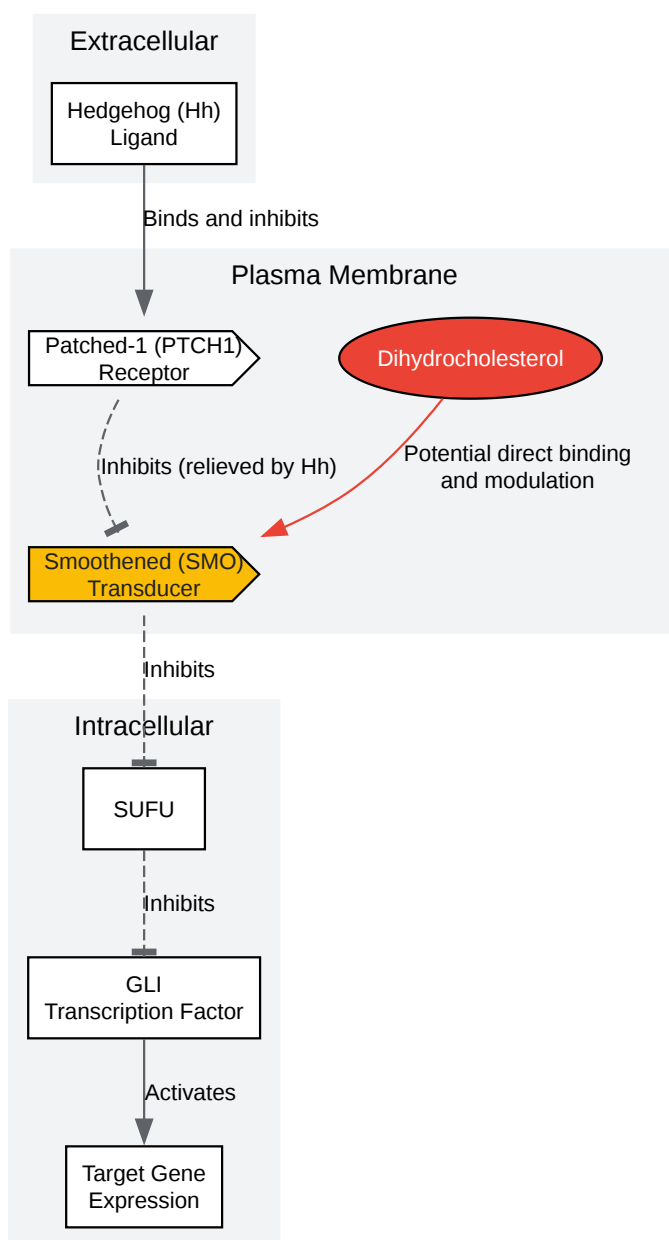 Extracellular
Hedgehog (Hh)
Ligand
Binds and inhibits
Plasma Membrane
Patched-1 (PTCH1)
Receptor
Dihydrocholesterol
Inhibits (relieved by Hh)
Potential direct binding
and modulation
Smoothened (SMO)
Transducer
Inhibits
Intracellular
SUFU
Inhibits
GLI
Transcription Factor
Activates
Target Gene
Expression